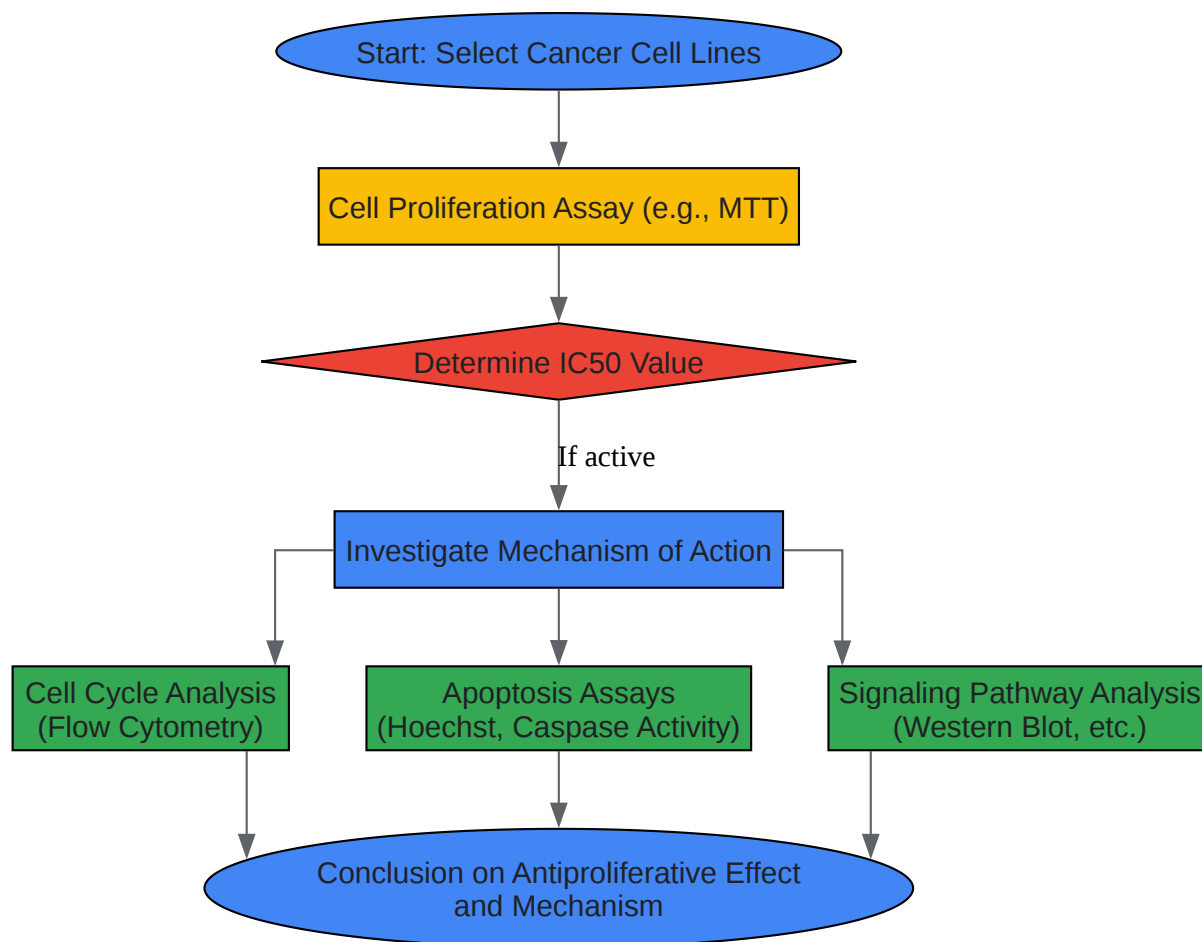 Start: Select Cancer Cell Lines
Cell Proliferation Assay (e.g., MTT)
Determine IC50 Value
If active
Investigate Mechanism of Action
Cell Cycle Analysis
(Flow Cytometry)
Apoptosis Assays
(Hoechst, Caspase Activity)
Signaling Pathway Analysis
(Western Blot, etc.)
Conclusion on Antiproliferative Effect
and Mechanism